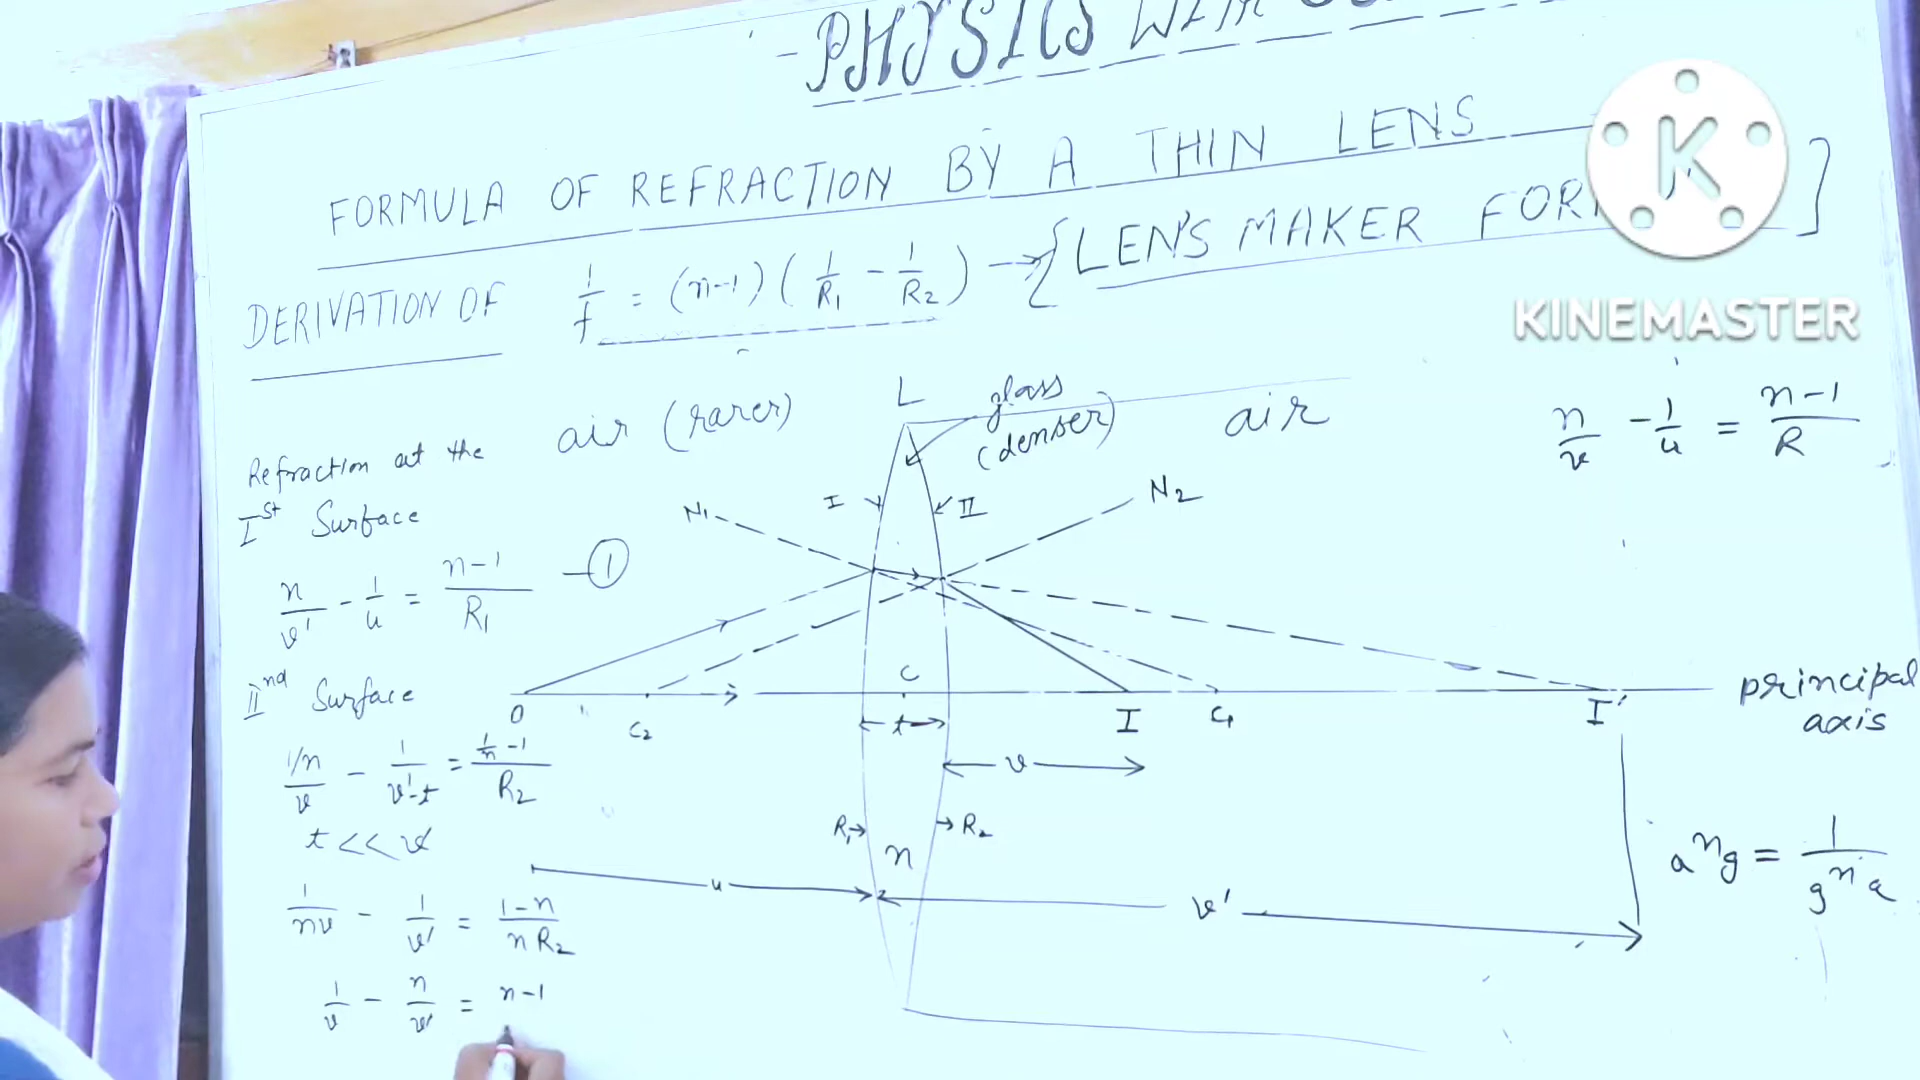 -PHYSICS
FORMULA OF REFRACTION BY A THIN LENS
DERIVATION OF 1/f = (n-1) (1/R1 - 1/R2) → {LEN'S MAKER ]
KINEMASTER
air (rarer)
L
glass
(denser)
air
n/v - 1/u = (n-1)/R
Refraction at the
Ist Surface
n/v' - 1/u = (n-1)/R1 -①
I
II
N1
N2
IInd Surface
O
C2
C
t
I
C1
I'
principal
axis
(1/n)/v - 1/(v'-t) = (1/n - 1)/R2
v
t << v'
R1→
→R2
n
u
v'
ang = 1/gna
1/nv - 1/v' = (1-n)/nR2
1/v - n/v' = n-1